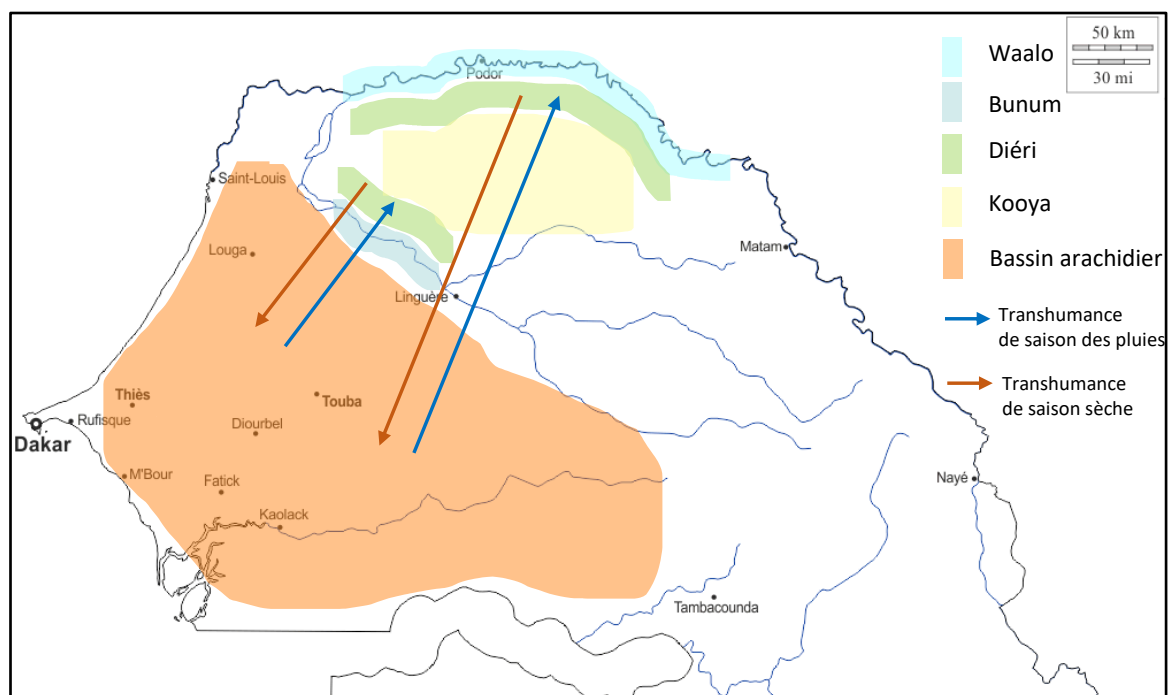 50 km
30 mi
Waalo
Bunum
Diéri
Kooya
Bassin arachidier
Transhumance
de saison des pluies
Transhumance
de saison sèche
Podor
Saint-Louis
Louga
Matam
Linguère
Thiès
Touba
Rufisque
Dakar
Diourbel
M'Bour
Fatick
Nayé
Kaolack
Tambacounda